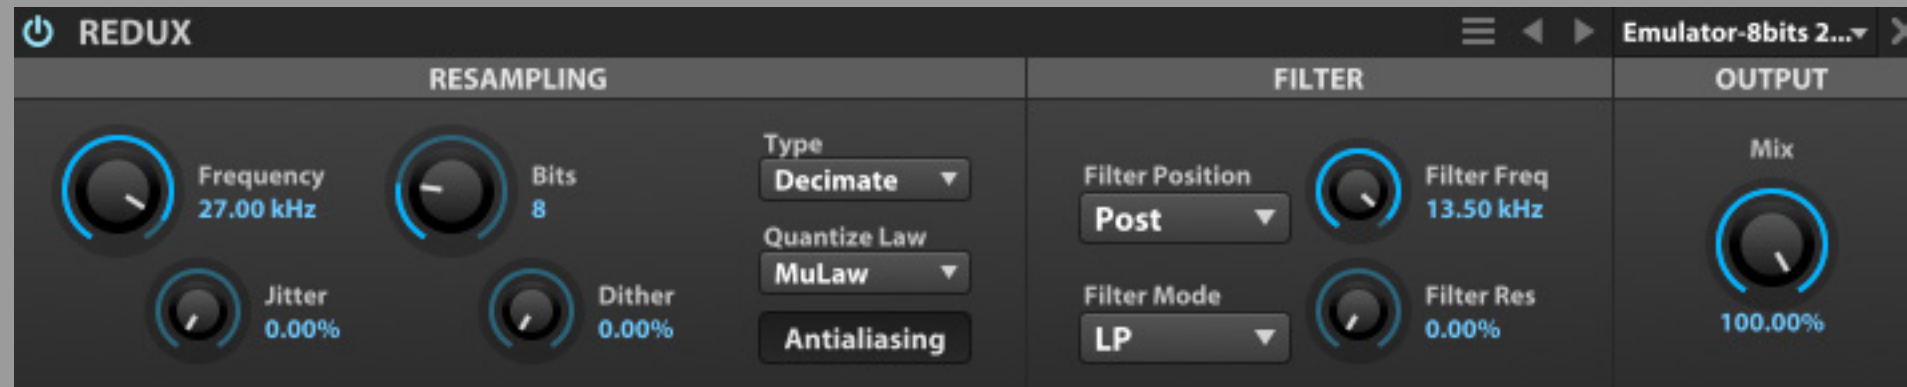 REDUX
Emulator-8bits 2...
RESAMPLING
FILTER
OUTPUT
Frequency
27.00 kHz
Bits
8
Type
Decimate
Jitter
0.00%
Dither
0.00%
Quantize Law
MuLaw
Antialiasing
Filter Position
Post
Filter Freq
13.50 kHz
Filter Mode
LP
Filter Res
0.00%
Mix
100.00%